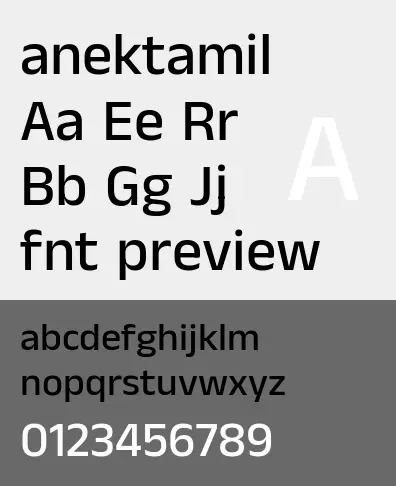 anektamil
Aa Ee Rr
A
Bb Gg Jj
fnt preview
abcdefghijklm
nopqrstuvwxyz
0123456789